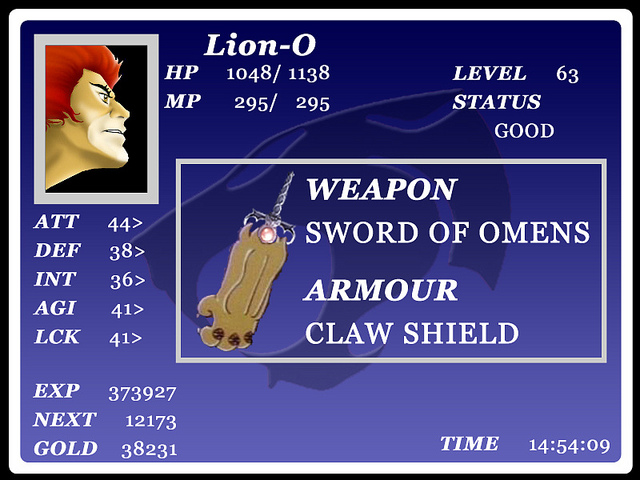 Lion-O
HP 1048/ 1138
MP 295/ 295
LEVEL 63
STATUS
GOOD
WEAPON
SWORD OF OMENS
ARMOUR
CLAW SHIELD
ATT 44>
DEF 38>
INT 36>
AGI 41>
LCK 41>
EXP 373927
NEXT 12173
GOLD 38231
TIME 14:54:09